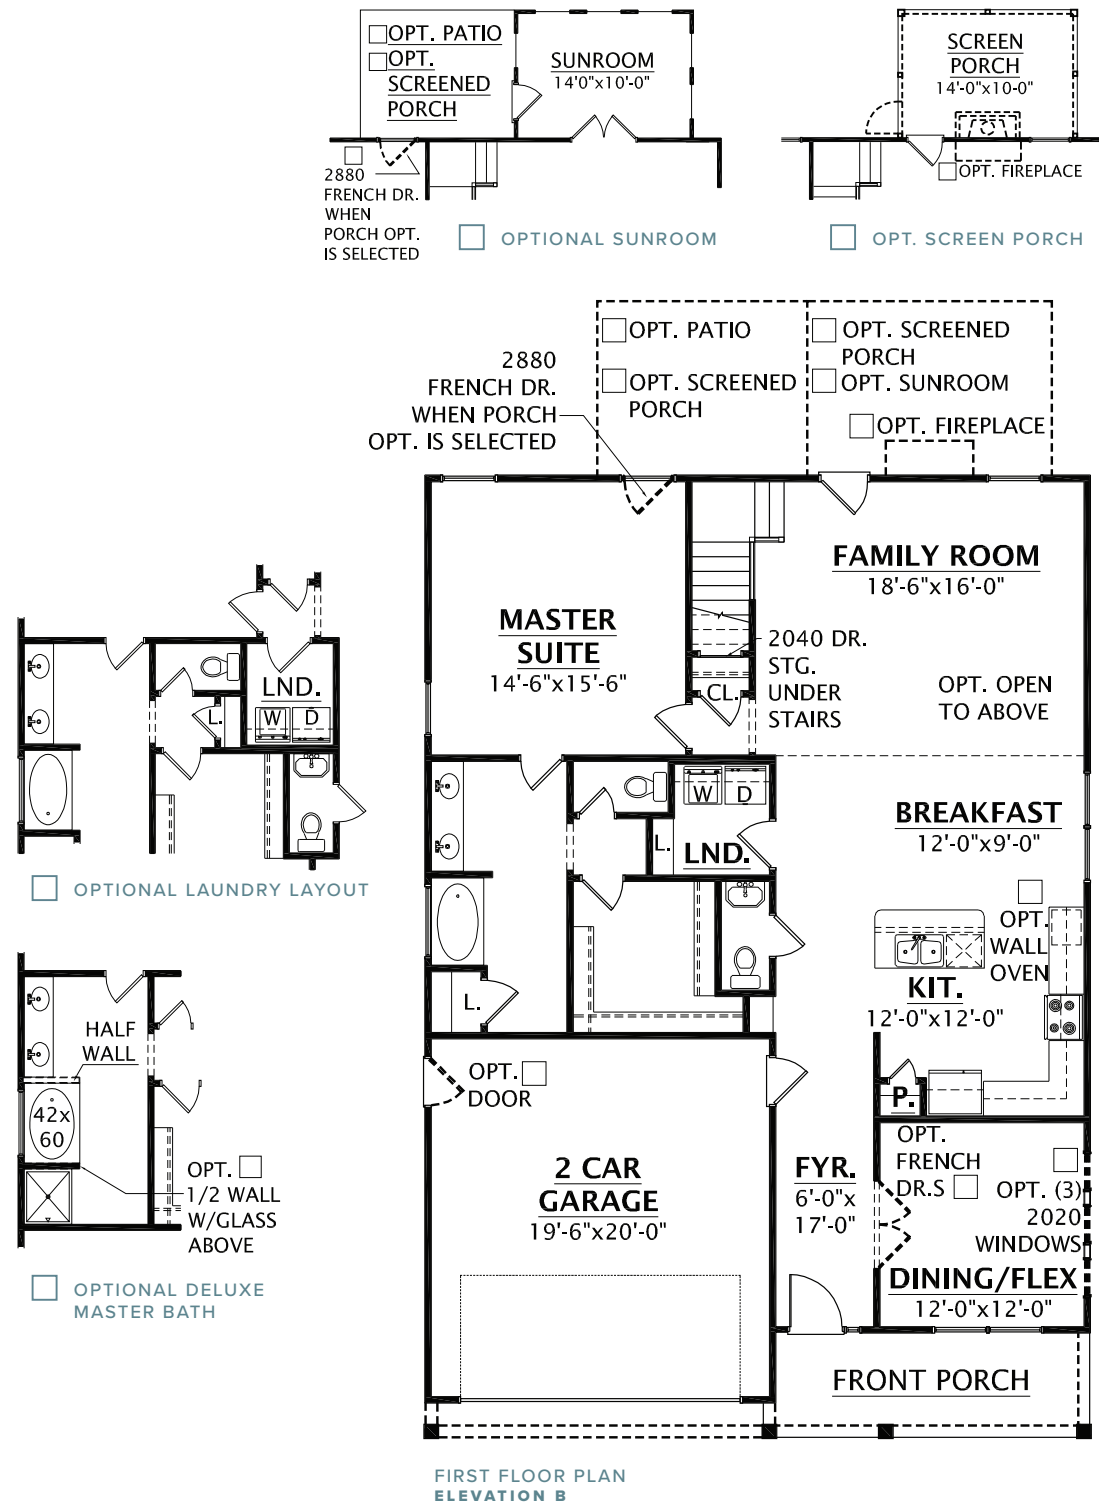 OPT. PATIO
OPT.
SCREENED
PORCH
SUNROOM
14'0"x10'-0"
2880
FRENCH DR.
WHEN
PORCH OPT.
IS SELECTED
OPTIONAL SUNROOM
SCREEN
PORCH
14'-0"x10-0"
OPT. FIREPLACE
OPT. SCREEN PORCH
OPT. PATIO
OPT. SCREENED
PORCH
OPT. SCREENED
PORCH
OPT. SUNROOM
OPT. FIREPLACE
2880
FRENCH DR.
WHEN PORCH
OPT. IS SELECTED
FAMILY ROOM
18'-6"x16'-0"
MASTER
SUITE
14'-6"x15'-6"
2040 DR.
STG.
UNDER
STAIRS
CL.
OPT. OPEN
TO ABOVE
LND.
W D
L.
OPTIONAL LAUNDRY LAYOUT
W D
L.
LND.
BREAKFAST
12'-0"x9'-0"
OPT.
WALL
OVEN
KIT.
12'-0"x12'-0"
L.
P.
HALF
WALL
42x
60
OPT.
1/2 WALL
W/GLASS
ABOVE
OPTIONAL DELUXE
MASTER BATH
OPT.
DOOR
2 CAR
GARAGE
19'-6"x20'-0"
FYR.
6'-0"x
17'-0"
OPT.
FRENCH
DR.S
OPT. (3)
2020
WINDOWS
DINING/FLEX
12'-0"x12'-0"
FRONT PORCH
FIRST FLOOR PLAN
ELEVATION B